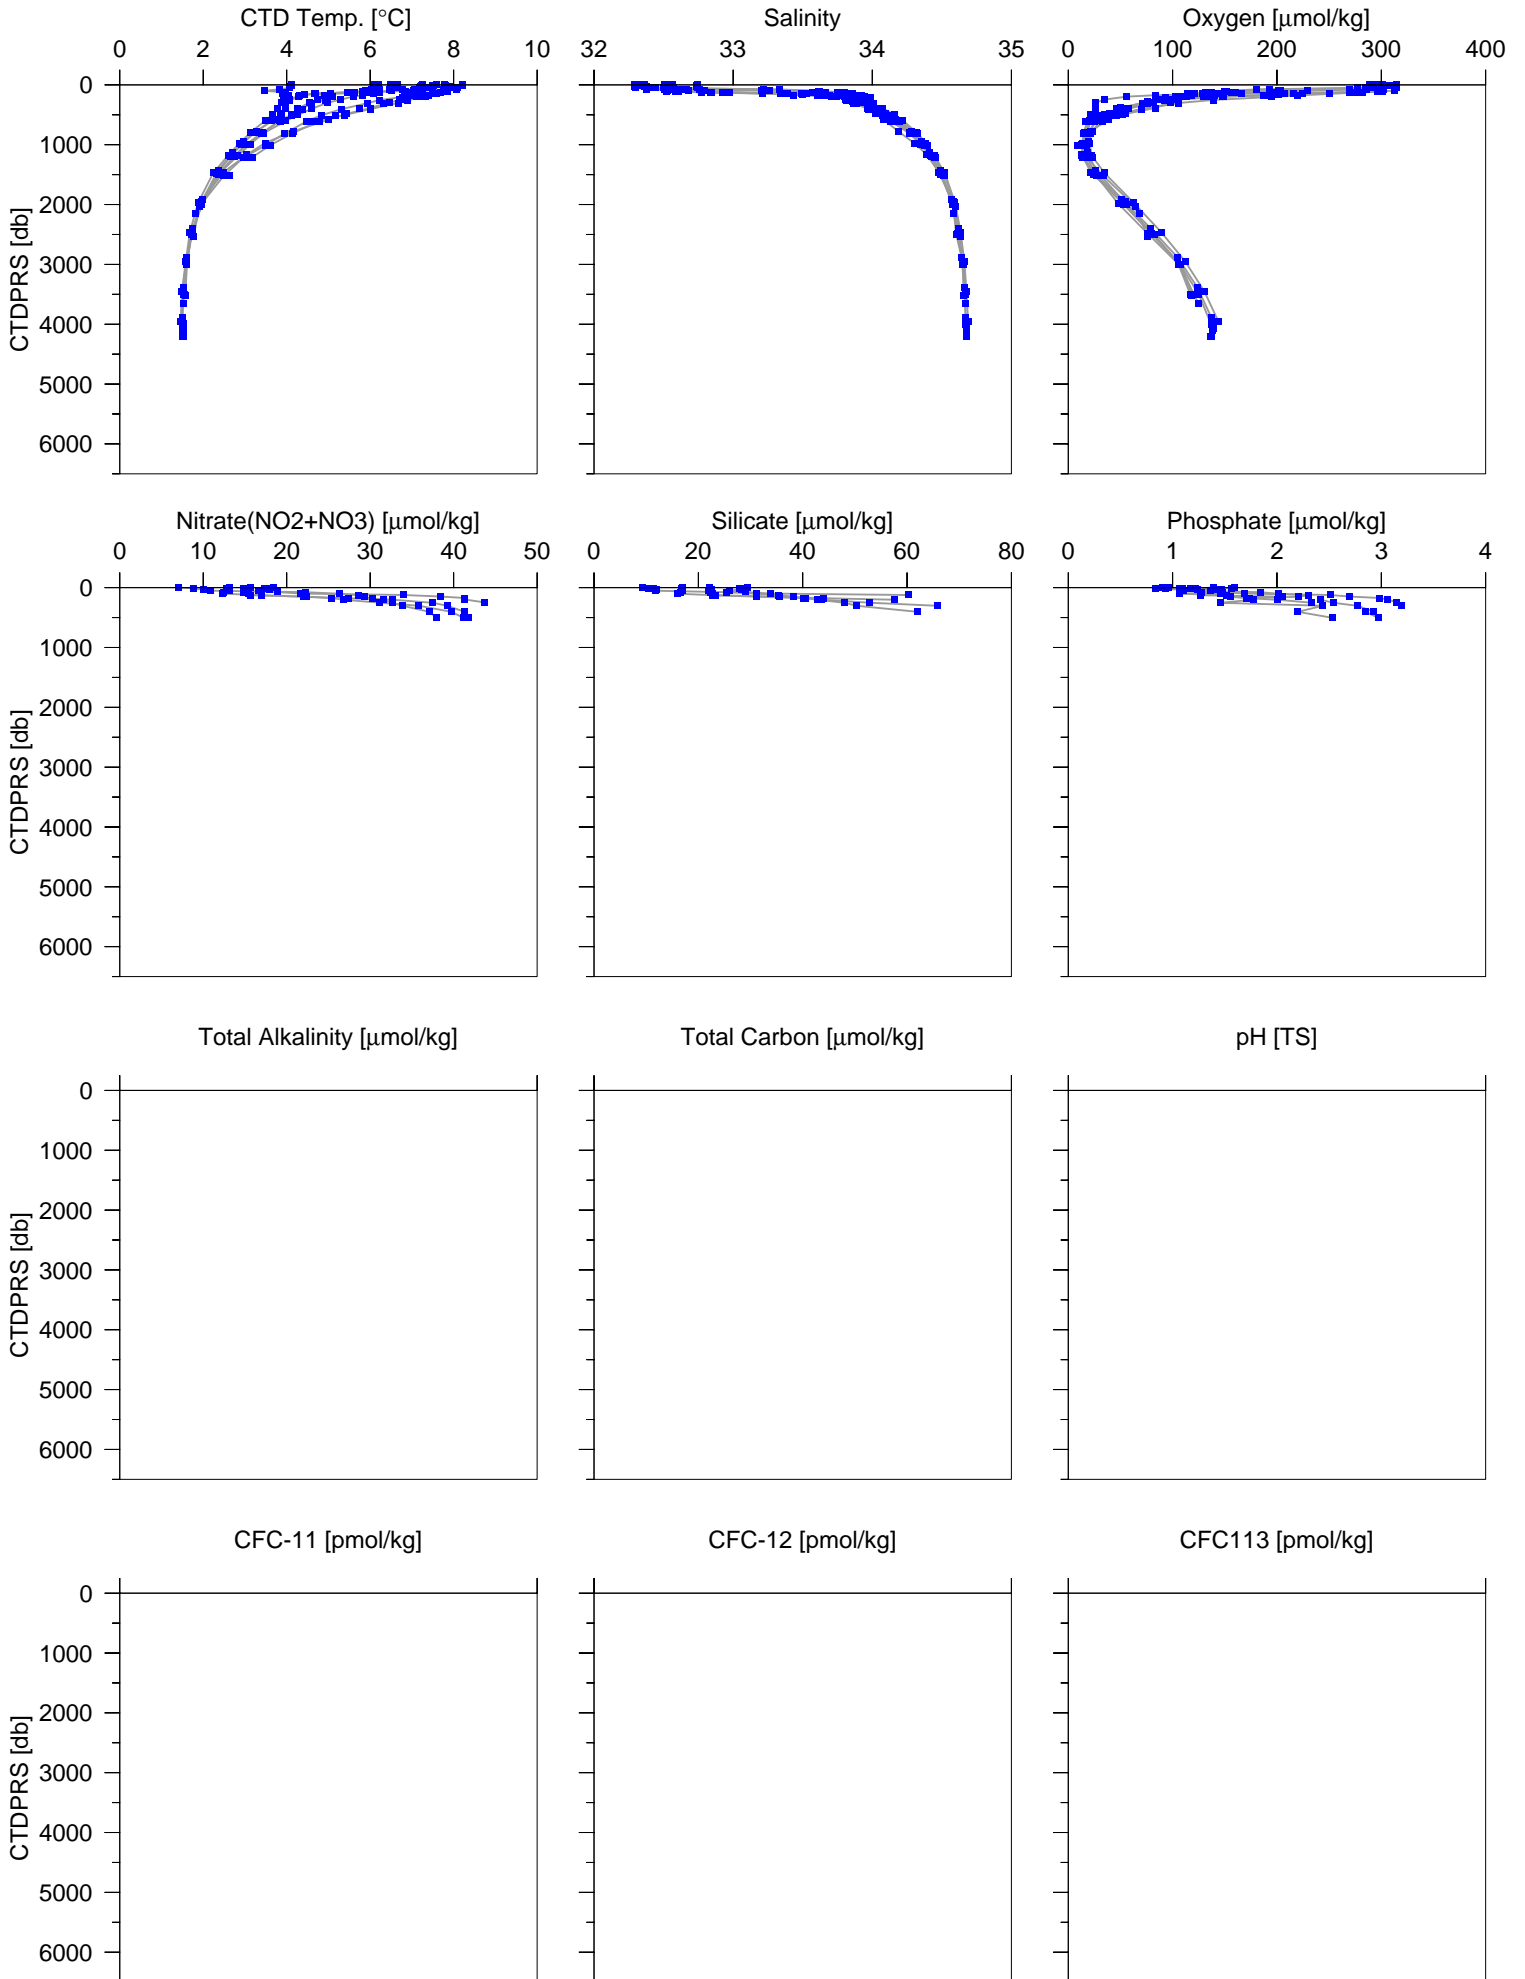 CTD Temp. [°C] Salinity Oxygen [μmol/kg]
0 2 4 6 8 10 32 33 34 35 0 100 200 300 400
0
1000
2000
3000
4000
5000
6000
CTDPRS [db]
Nitrate(NO2+NO3) [μmol/kg] Silicate [μmol/kg] Phosphate [μmol/kg]
0 10 20 30 40 50 0 20 40 60 80 0 1 2 3 4
0
1000
2000
3000
4000
5000
6000
CTDPRS [db]
Total Alkalinity [μmol/kg] Total Carbon [μmol/kg] pH [TS]
0
1000
2000
3000
4000
5000
6000
CTDPRS [db]
CFC-11 [pmol/kg] CFC-12 [pmol/kg] CFC113 [pmol/kg]
0
1000
2000
3000
4000
5000
6000
CTDPRS [db]